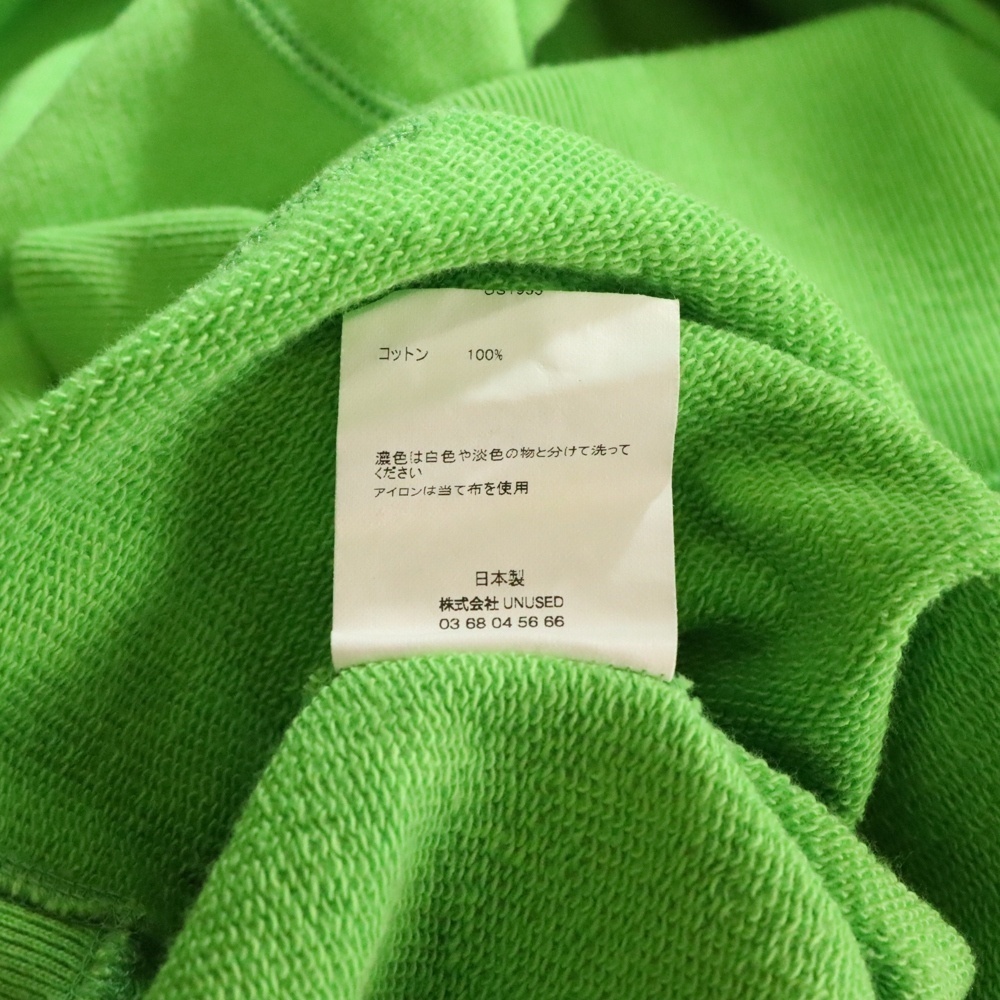 コットン 100%
濃色は白色や淡色の物と分けて洗って
ください
アイロンは当て布を使用
日本製
株式会社 UNUSED
03 68 04 56 66